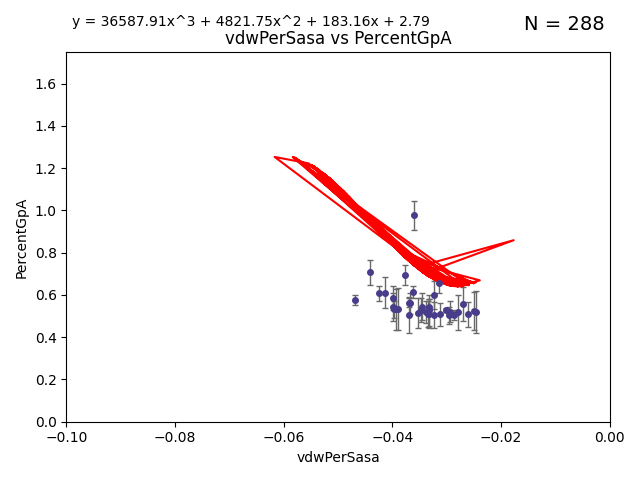 y = 36587.91x^3 + 4821.75x^2 + 183.16x + 2.79
N = 288
vdwPerSasa vs PercentGpA
1.6
1.4
1.2
1.0
0.8
0.6
0.4
0.2
0.0
PercentGpA
−0.10 −0.08 −0.06 −0.04 −0.02 0.00
vdwPerSasa